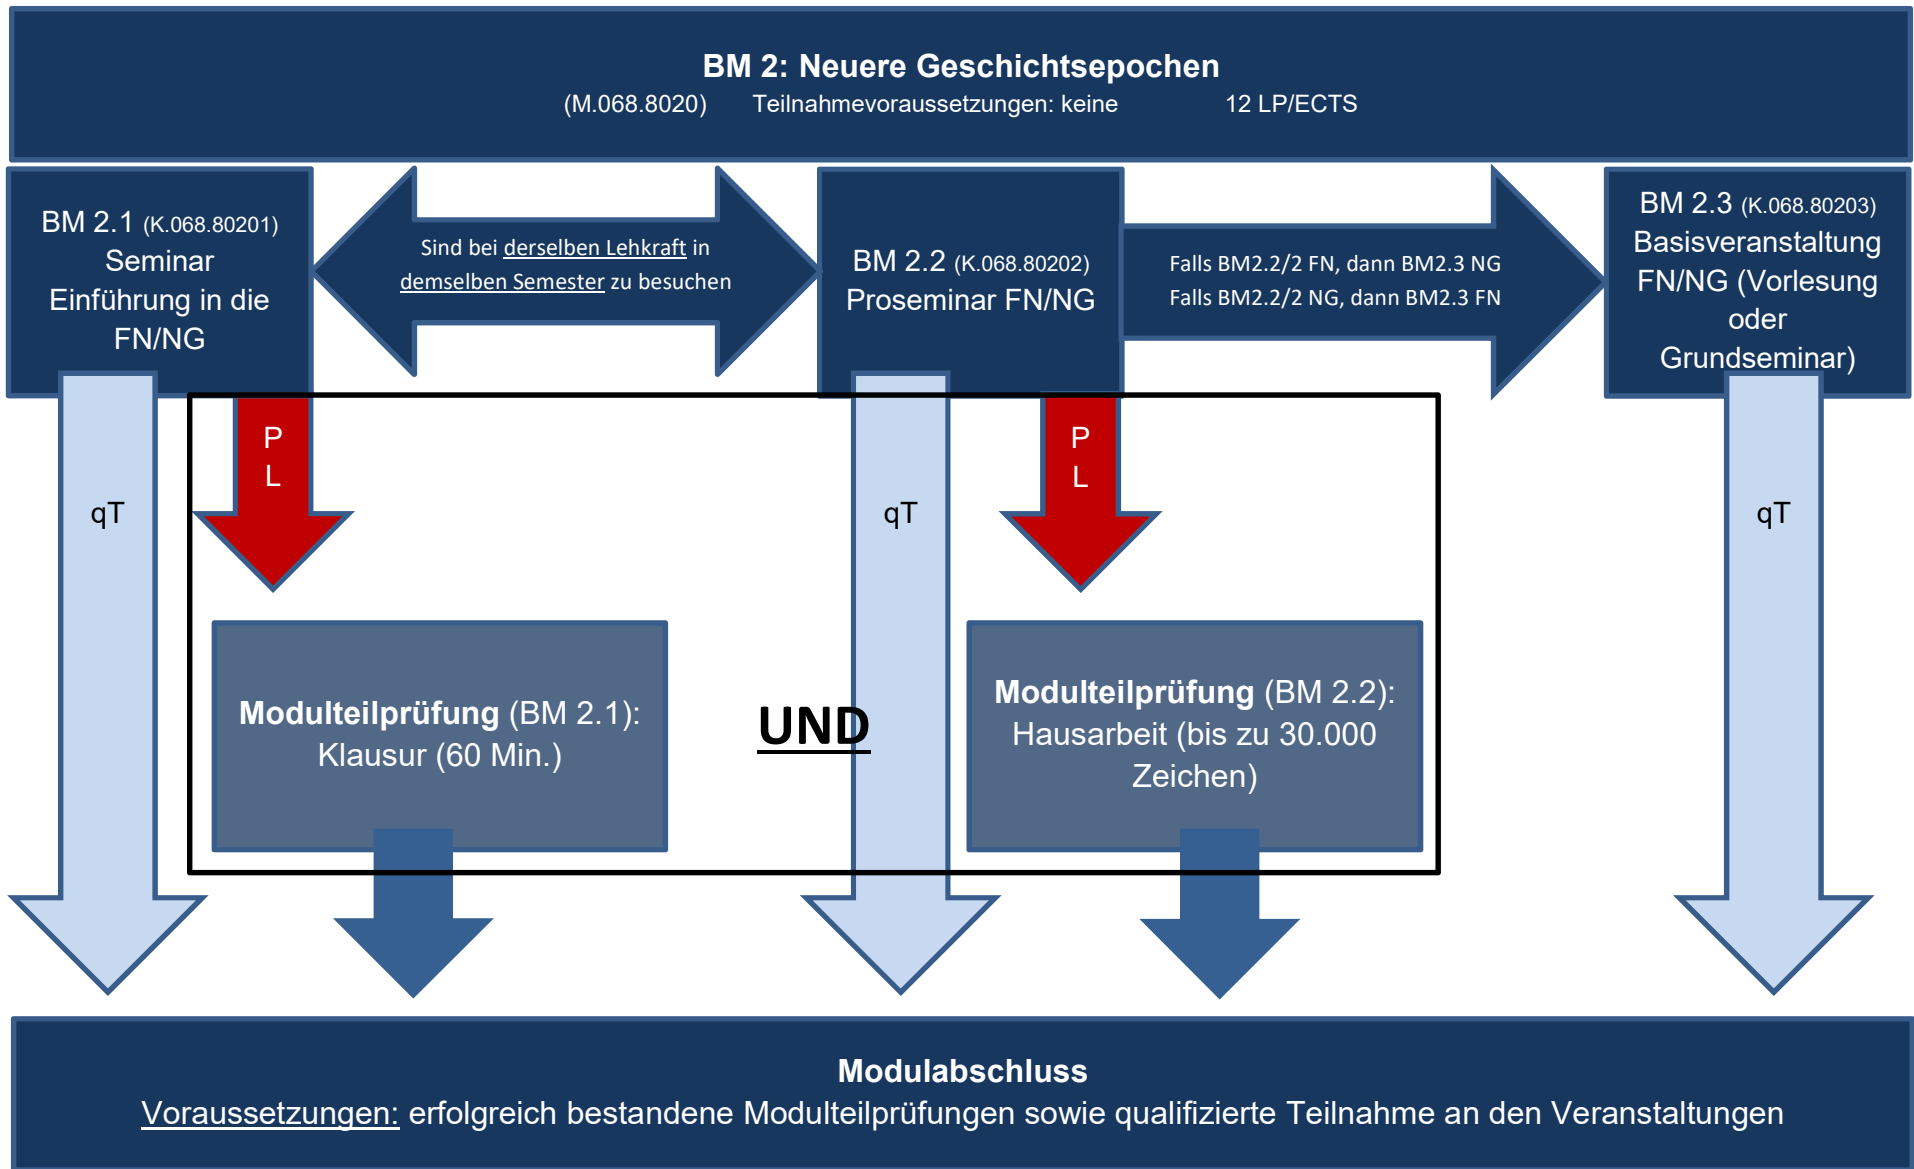 BM 2: Neuere Geschichtsepochen
(M.068.8020) Teilnahmevoraussetzungen: keine 12 LP/ECTS
BM 2.1 (K.068.80201)
Seminar
Einführung in die
FN/NG
Sind bei derselben Lehkraft in
demselben Semester zu besuchen
BM 2.2 (K.068.80202)
Proseminar FN/NG
Falls BM2.2/2 FN, dann BM2.3 NG
Falls BM2.2/2 NG, dann BM2.3 FN
BM 2.3 (K.068.80203)
Basisveranstaltung
FN/NG (Vorlesung
oder
Grundseminar)
qT
P
L
qT
P
L
qT
Modulteilprüfung (BM 2.1):
Klausur (60 Min.)
UND
Modulteilprüfung (BM 2.2):
Hausarbeit (bis zu 30.000
Zeichen)
Modulabschluss
Voraussetzungen: erfolgreich bestandene Modulteilprüfungen sowie qualifizierte Teilnahme an den Veranstaltungen